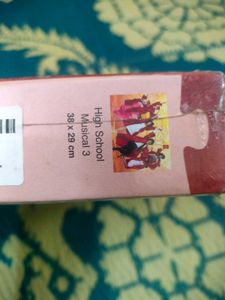 High School
Musical 3
38 x 29 cm